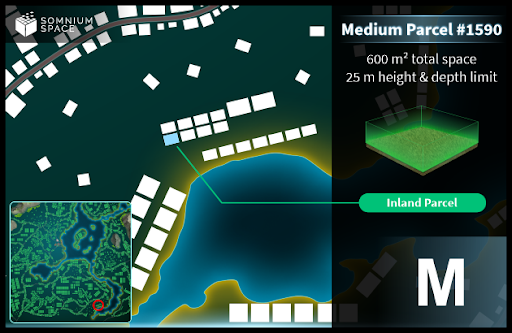 SOMNIUM
SPACE
Medium Parcel #1590
600 m² total space
25 m height & depth limit
Inland Parcel
M